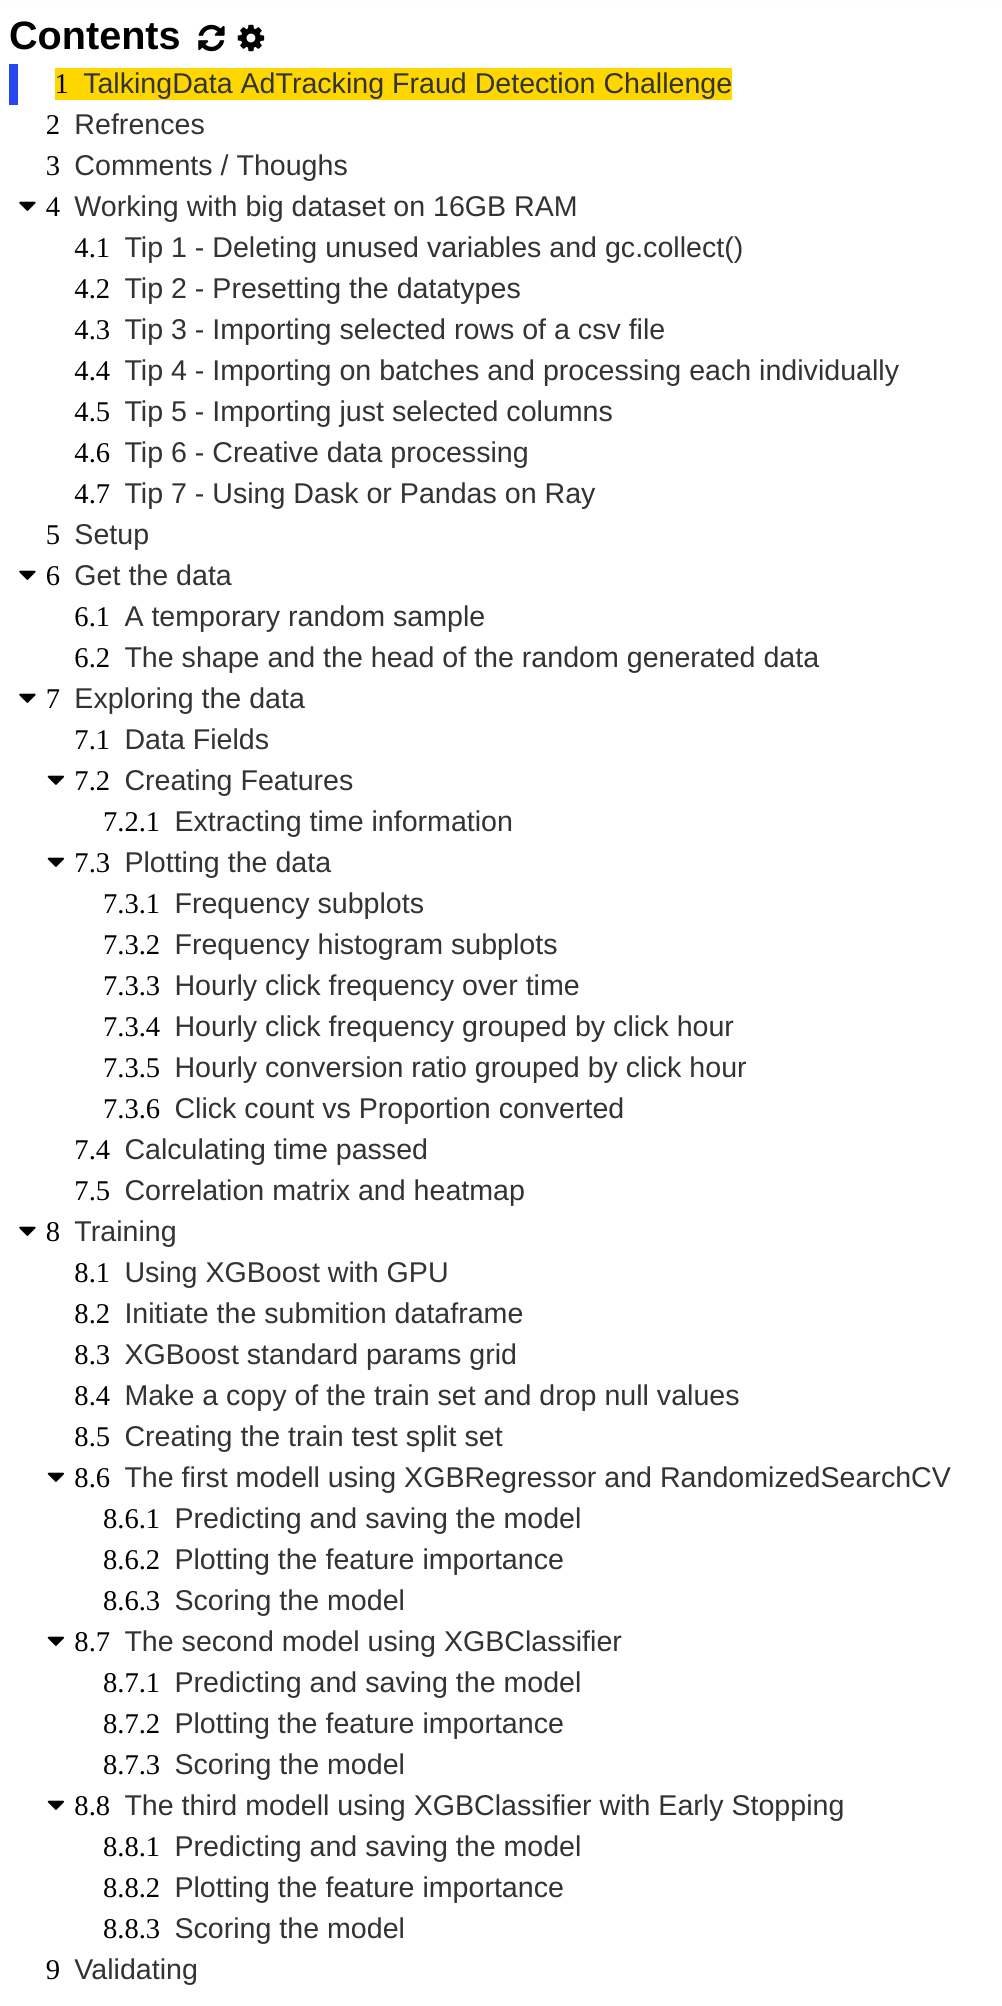 Contents
1 TalkingData AdTracking Fraud Detection Challenge
2 Refrences
3 Comments / Thoughs
4 Working with big dataset on 16GB RAM
4.1 Tip 1 - Deleting unused variables and gc.collect()
4.2 Tip 2 - Presetting the datatypes
4.3 Tip 3 - Importing selected rows of a csv file
4.4 Tip 4 - Importing on batches and processing each individually
4.5 Tip 5 - Importing just selected columns
4.6 Tip 6 - Creative data processing
4.7 Tip 7 - Using Dask or Pandas on Ray
5 Setup
6 Get the data
6.1 A temporary random sample
6.2 The shape and the head of the random generated data
7 Exploring the data
7.1 Data Fields
7.2 Creating Features
7.2.1 Extracting time information
7.3 Plotting the data
7.3.1 Frequency subplots
7.3.2 Frequency histogram subplots
7.3.3 Hourly click frequency over time
7.3.4 Hourly click frequency grouped by click hour
7.3.5 Hourly conversion ratio grouped by click hour
7.3.6 Click count vs Proportion converted
7.4 Calculating time passed
7.5 Correlation matrix and heatmap
8 Training
8.1 Using XGBoost with GPU
8.2 Initiate the submition dataframe
8.3 XGBoost standard params grid
8.4 Make a copy of the train set and drop null values
8.5 Creating the train test split set
8.6 The first modell using XGBRegressor and RandomizedSearchCV
8.6.1 Predicting and saving the model
8.6.2 Plotting the feature importance
8.6.3 Scoring the model
8.7 The second model using XGBClassifier
8.7.1 Predicting and saving the model
8.7.2 Plotting the feature importance
8.7.3 Scoring the model
8.8 The third modell using XGBClassifier with Early Stopping
8.8.1 Predicting and saving the model
8.8.2 Plotting the feature importance
8.8.3 Scoring the model
9 Validating